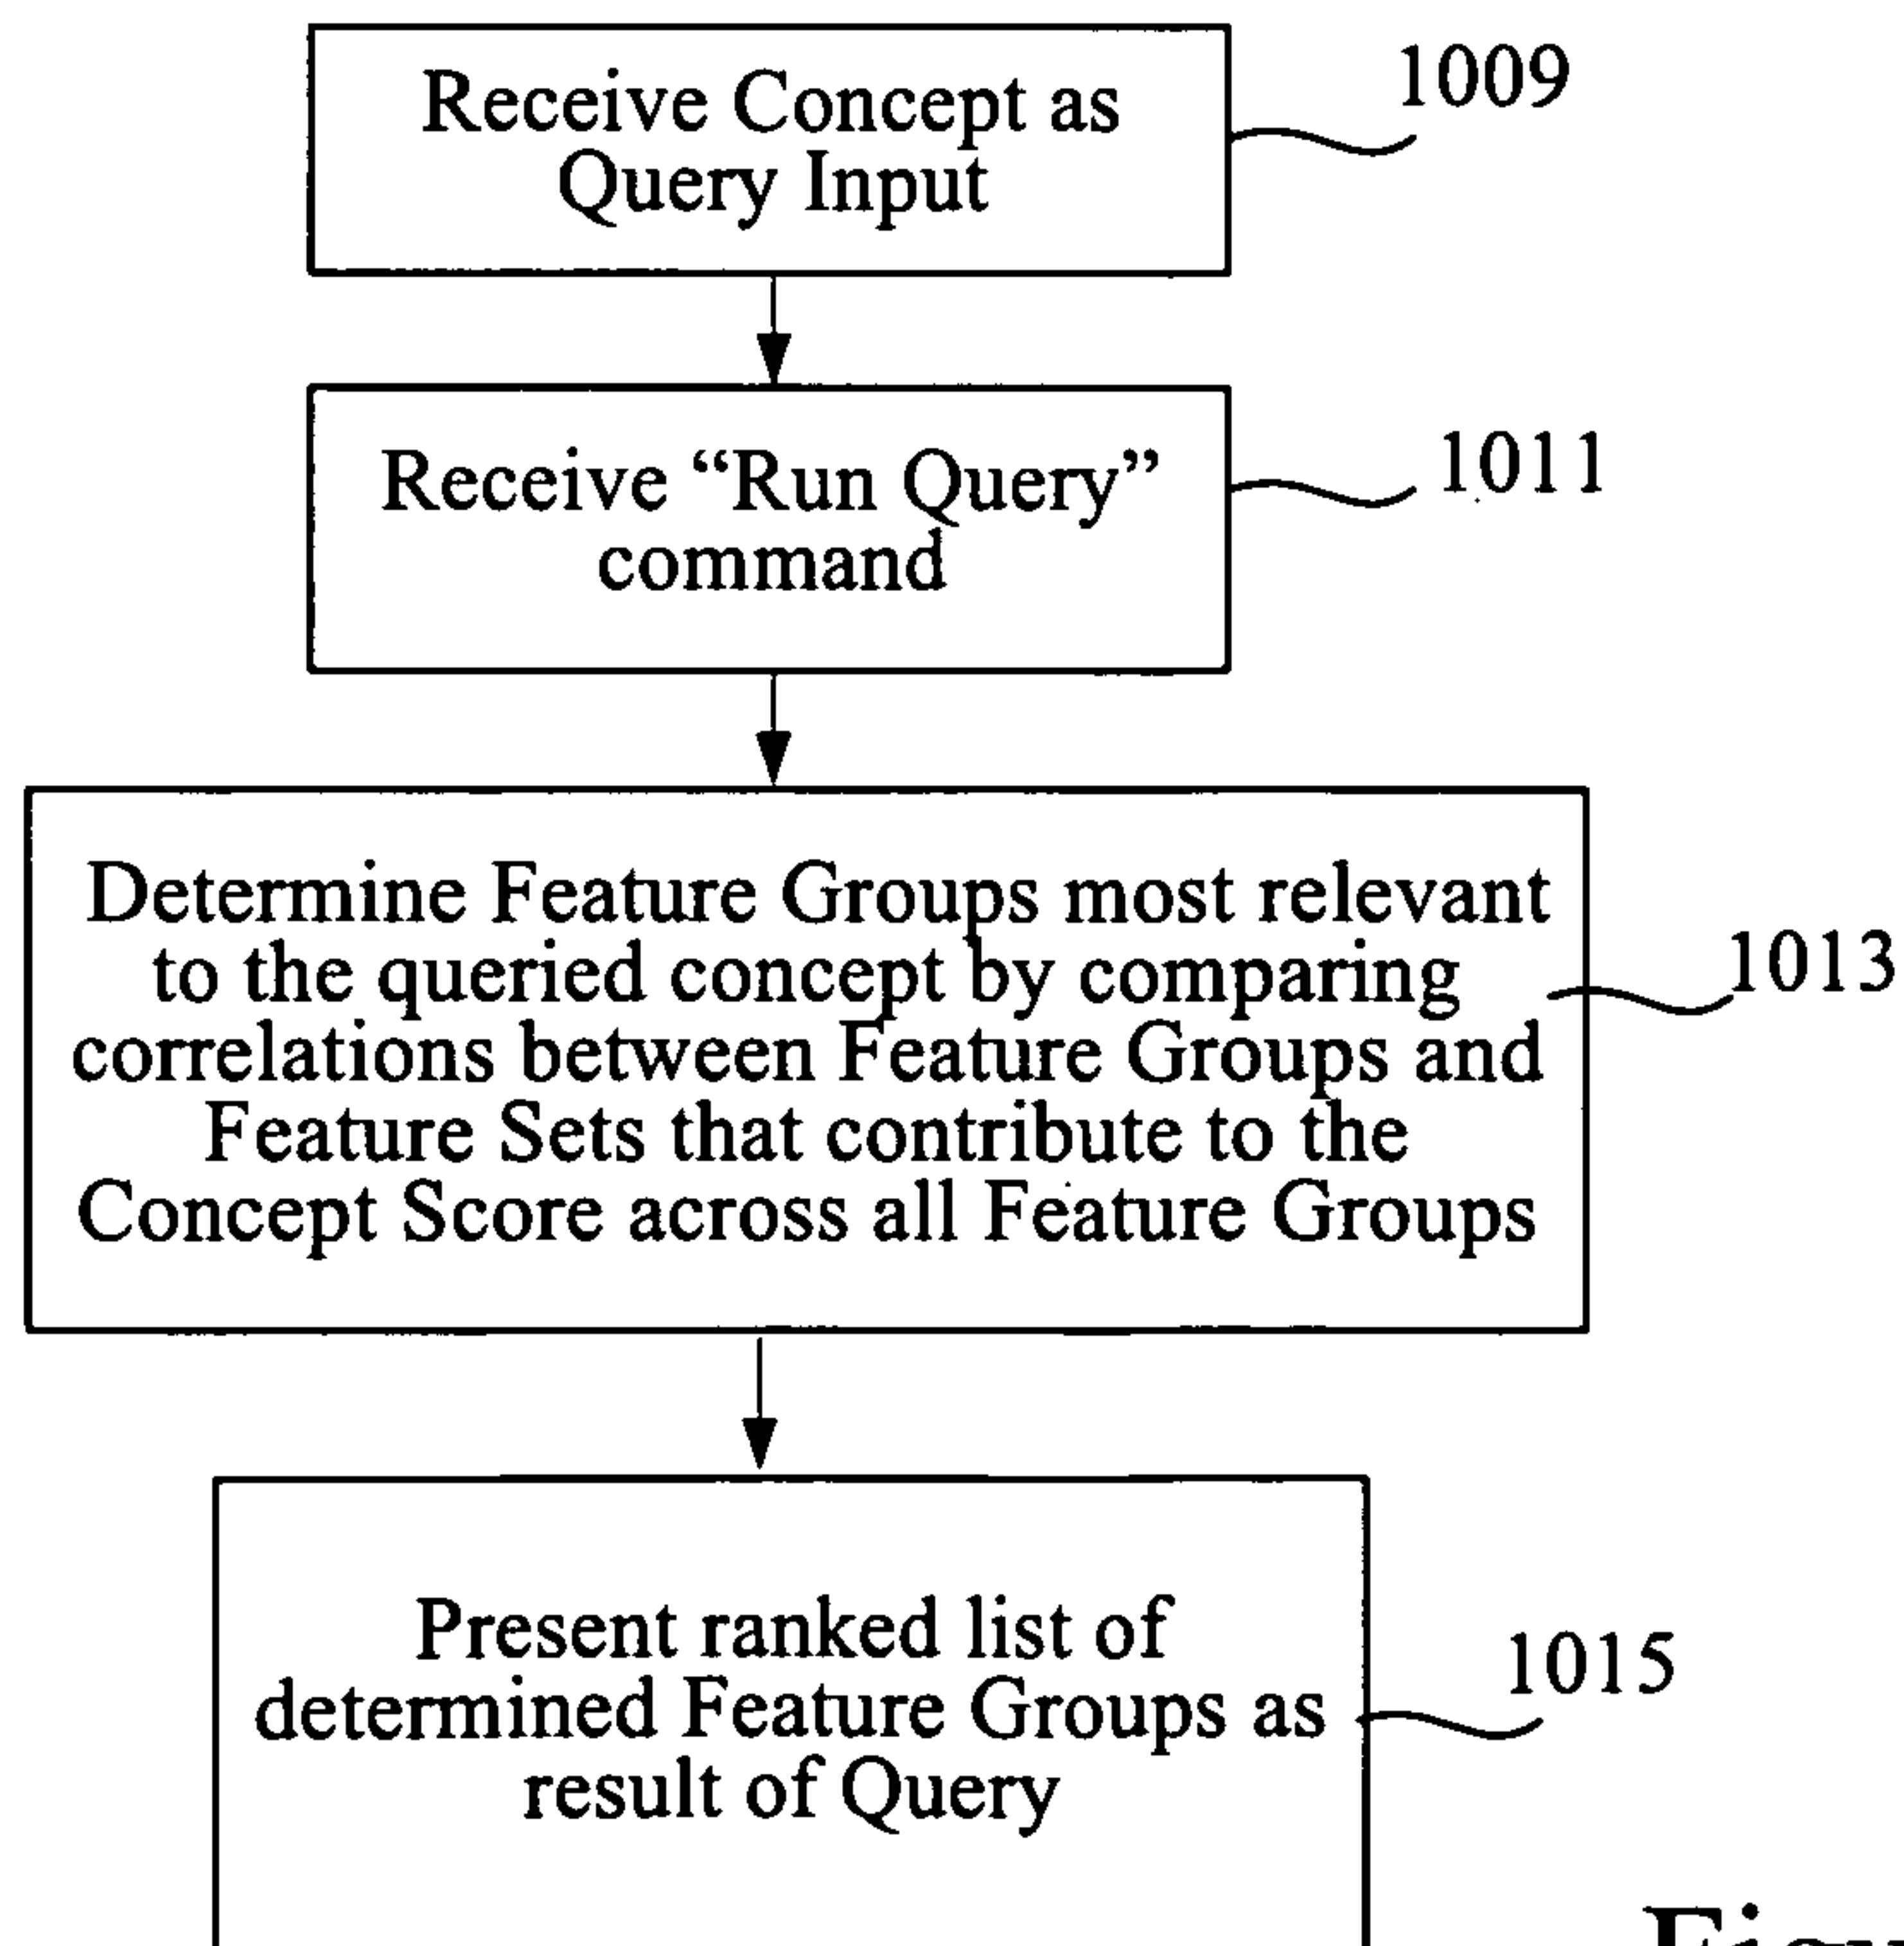 Receive Concept as
Query Input
1009
Receive “Run Query”
command
1011
Determine Feature Groups most relevant
to the queried concept by comparing
correlations between Feature Groups and
Feature Sets that contribute to the
Concept Score across all Feature Groups
1013
Present ranked list of
determined Feature Groups as
result of Query
1015